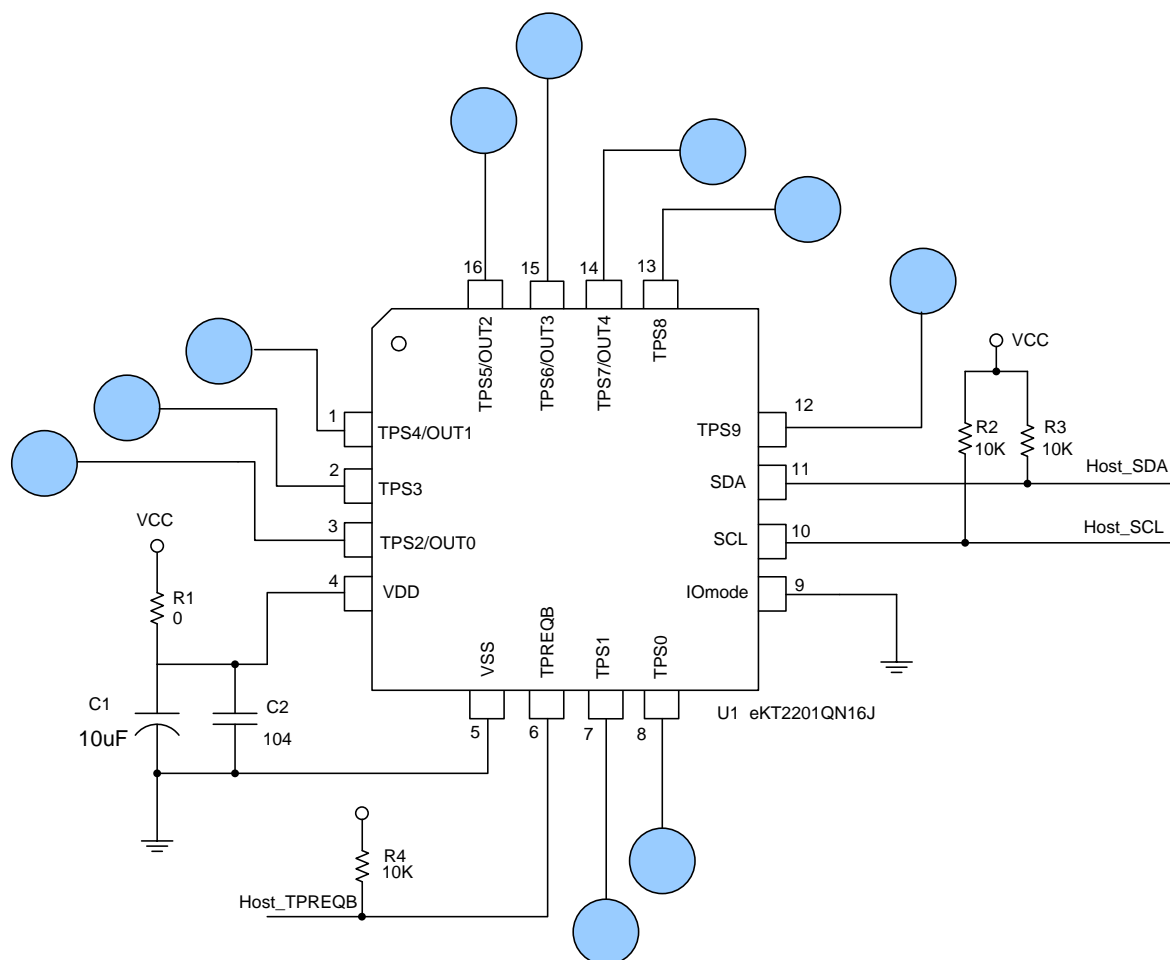 16
15
14
13
TPS5/OUT2
TPS6/OUT3
TPS7/OUT4
TPS8
1
TPS4/OUT1
2
TPS3
3
TPS2/OUT0
4
VDD
12
TPS9
11
SDA
10
SCL
9
IOmode
VCC
R2
10K
R3
10K
Host_SDA
Host_SCL
VCC
R1
0
C1
10uF
C2
104
VSS
TPREQB
TPS1
TPS0
5
6
7
8
U1 eKT2201QN16J
R4
10K
Host_TPREQB